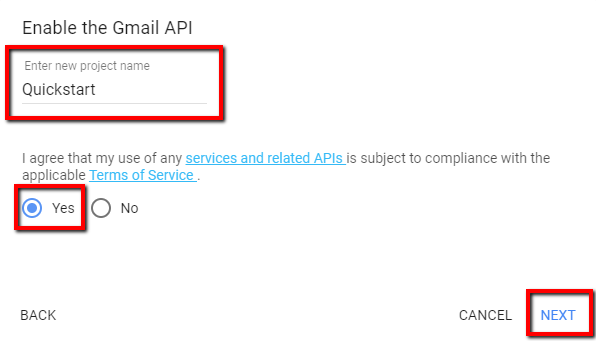 Enable the Gmail API
Enter new project name
Quickstart
I agree that my use of any services and related APIs is subject to compliance with the
applicable Terms of Service .
Yes No
BACK CANCEL NEXT